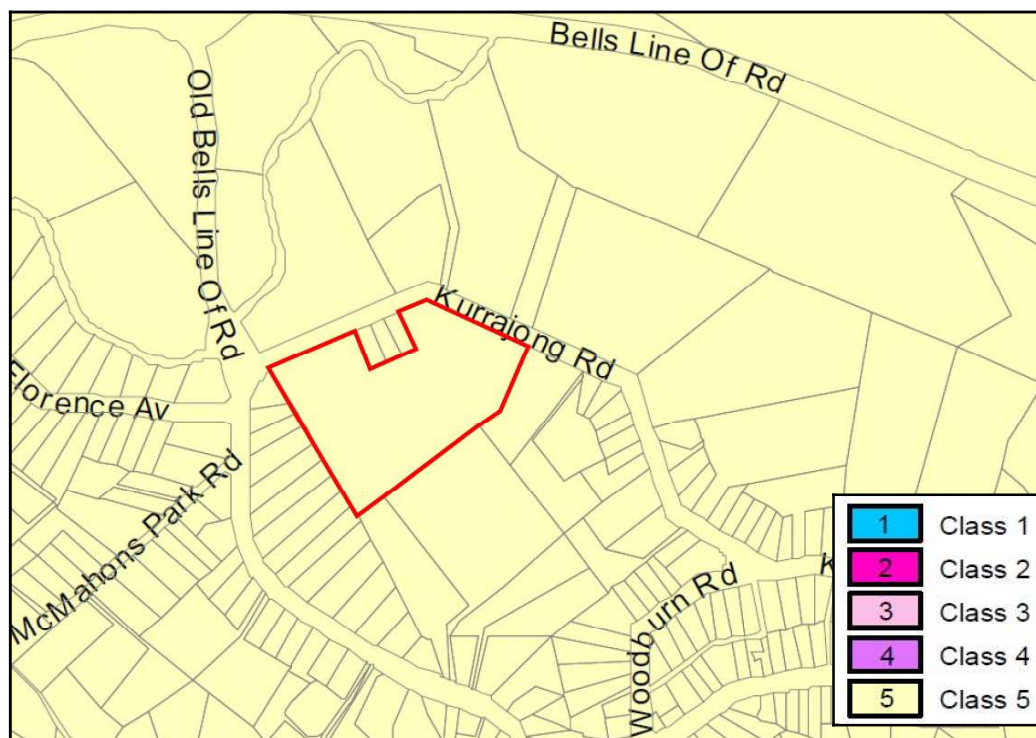 Bells Line Of Rd
Old Bells Line Of Rd
Kurrajong Rd
Florence Av
McMahons Park Rd
Woodburn Rd
K
1 Class 1
2 Class 2
3 Class 3
4 Class 4
5 Class 5